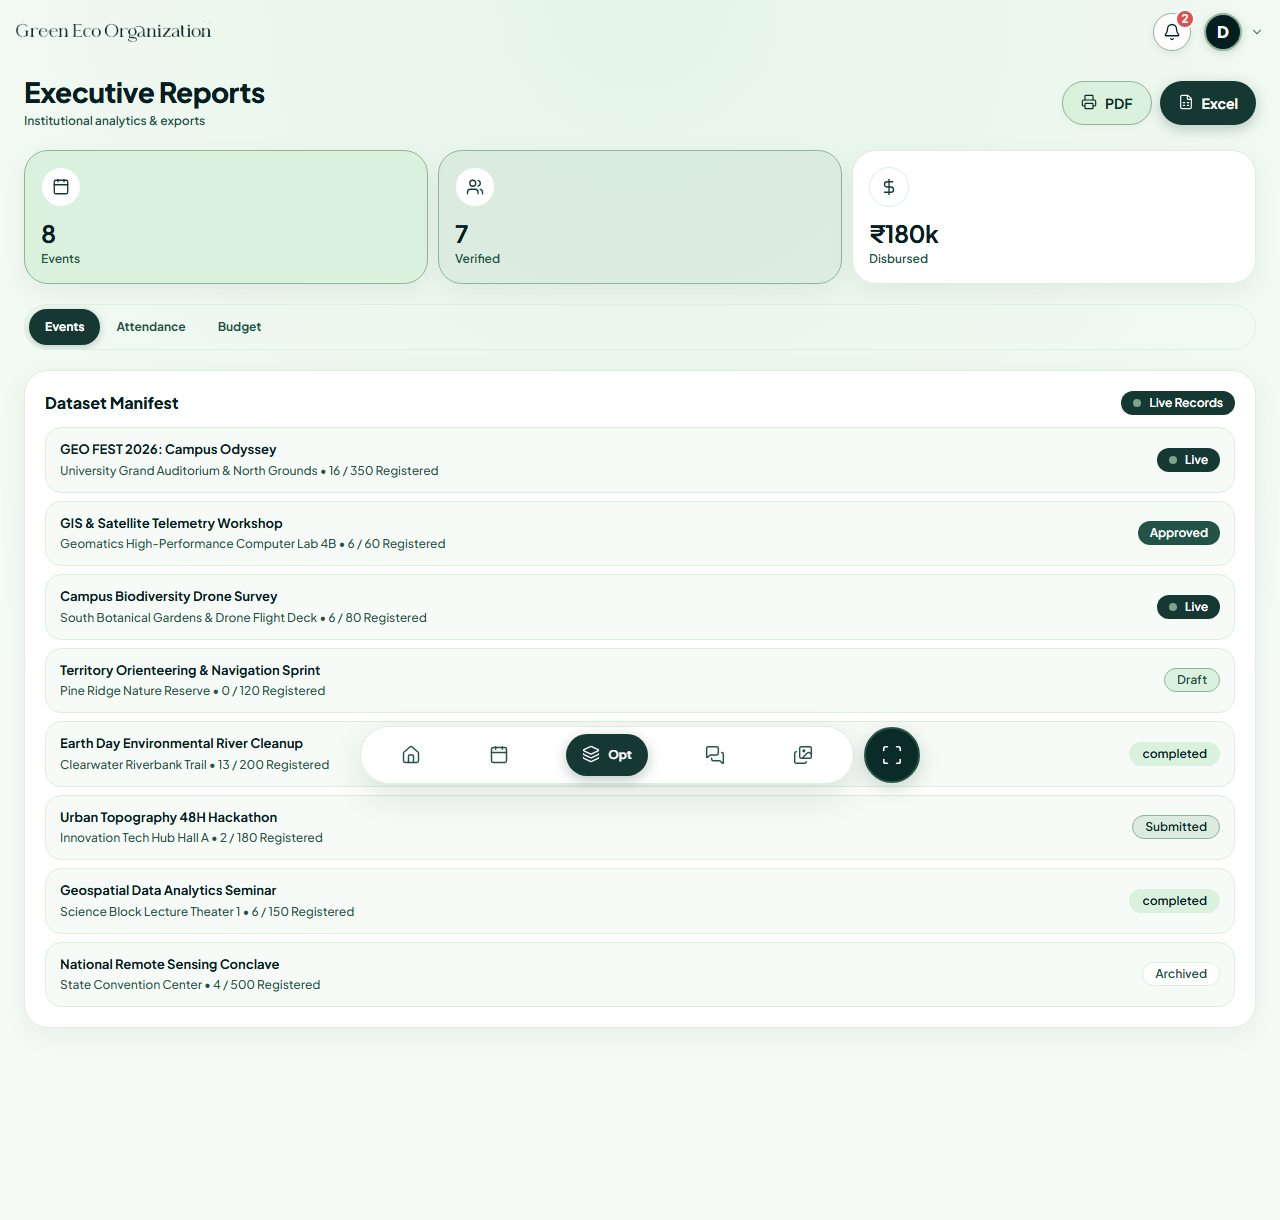 Green Eco Organization
2
D
Executive Reports
Institutional analytics & exports
PDF
Excel
8
Events
7
Verified
₹180k
Disbursed
Events
Attendance
Budget
Dataset Manifest
Live Records
GEO FEST 2026: Campus Odyssey
University Grand Auditorium & North Grounds • 16 / 350 Registered
Live
GIS & Satellite Telemetry Workshop
Geomatics High-Performance Computer Lab 4B • 6 / 60 Registered
Approved
Campus Biodiversity Drone Survey
South Botanical Gardens & Drone Flight Deck • 6 / 80 Registered
Live
Territory Orienteering & Navigation Sprint
Pine Ridge Nature Reserve • 0 / 120 Registered
Draft
Earth Day Environmental River Cleanup
Clearwater Riverbank Trail • 13 / 200 Registered
completed
Opt
Urban Topography 48H Hackathon
Innovation Tech Hub Hall A • 2 / 180 Registered
Submitted
Geospatial Data Analytics Seminar
Science Block Lecture Theater 1 • 6 / 150 Registered
completed
National Remote Sensing Conclave
State Convention Center • 4 / 500 Registered
Archived